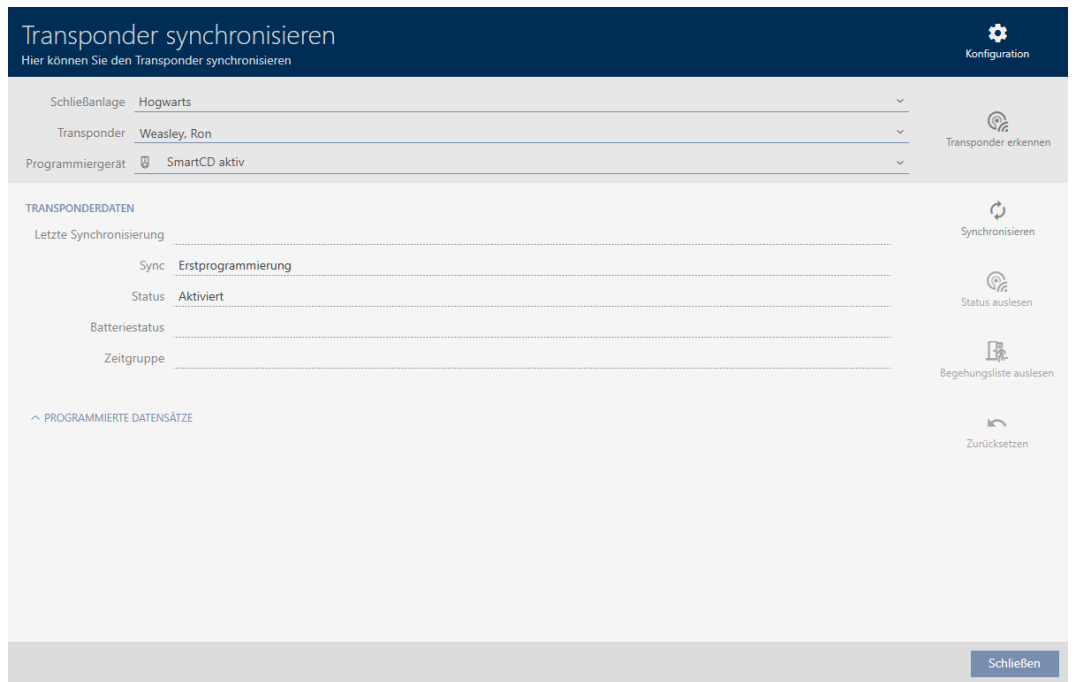 Transponder synchronisieren
Hier können Sie den Transponder synchronisieren
Konfiguration
Schließanlage Hogwarts
Transponder Weasley, Ron
Programmiergerät SmartCD aktiv
Transponder erkennen
TRANSPONDERDATEN
Letzte Synchronisierung
Sync Erstprogrammierung
Status Aktiviert
Batteriestatus
Zeitgruppe
PROGRAMMIERTE DATENSÄTZE
Synchronisieren
Status auslesen
Begehungsliste auslesen
Zurücksetzen
Schließen